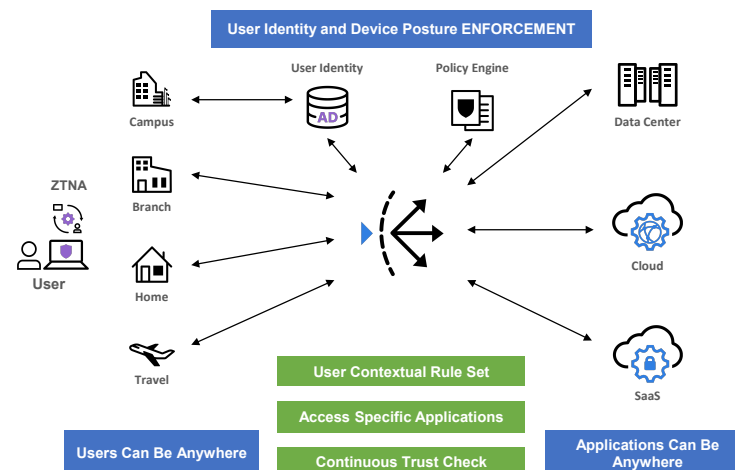 User Identity and Device Posture ENFORCEMENT
User Identity
Policy Engine
AD
Campus
Data Center
ZTNA
Branch
User
Home
Cloud
Travel
SaaS
User Contextual Rule Set
Access Specific Applications
Users Can Be Anywhere
Continuous Trust Check
Applications Can Be
Anywhere